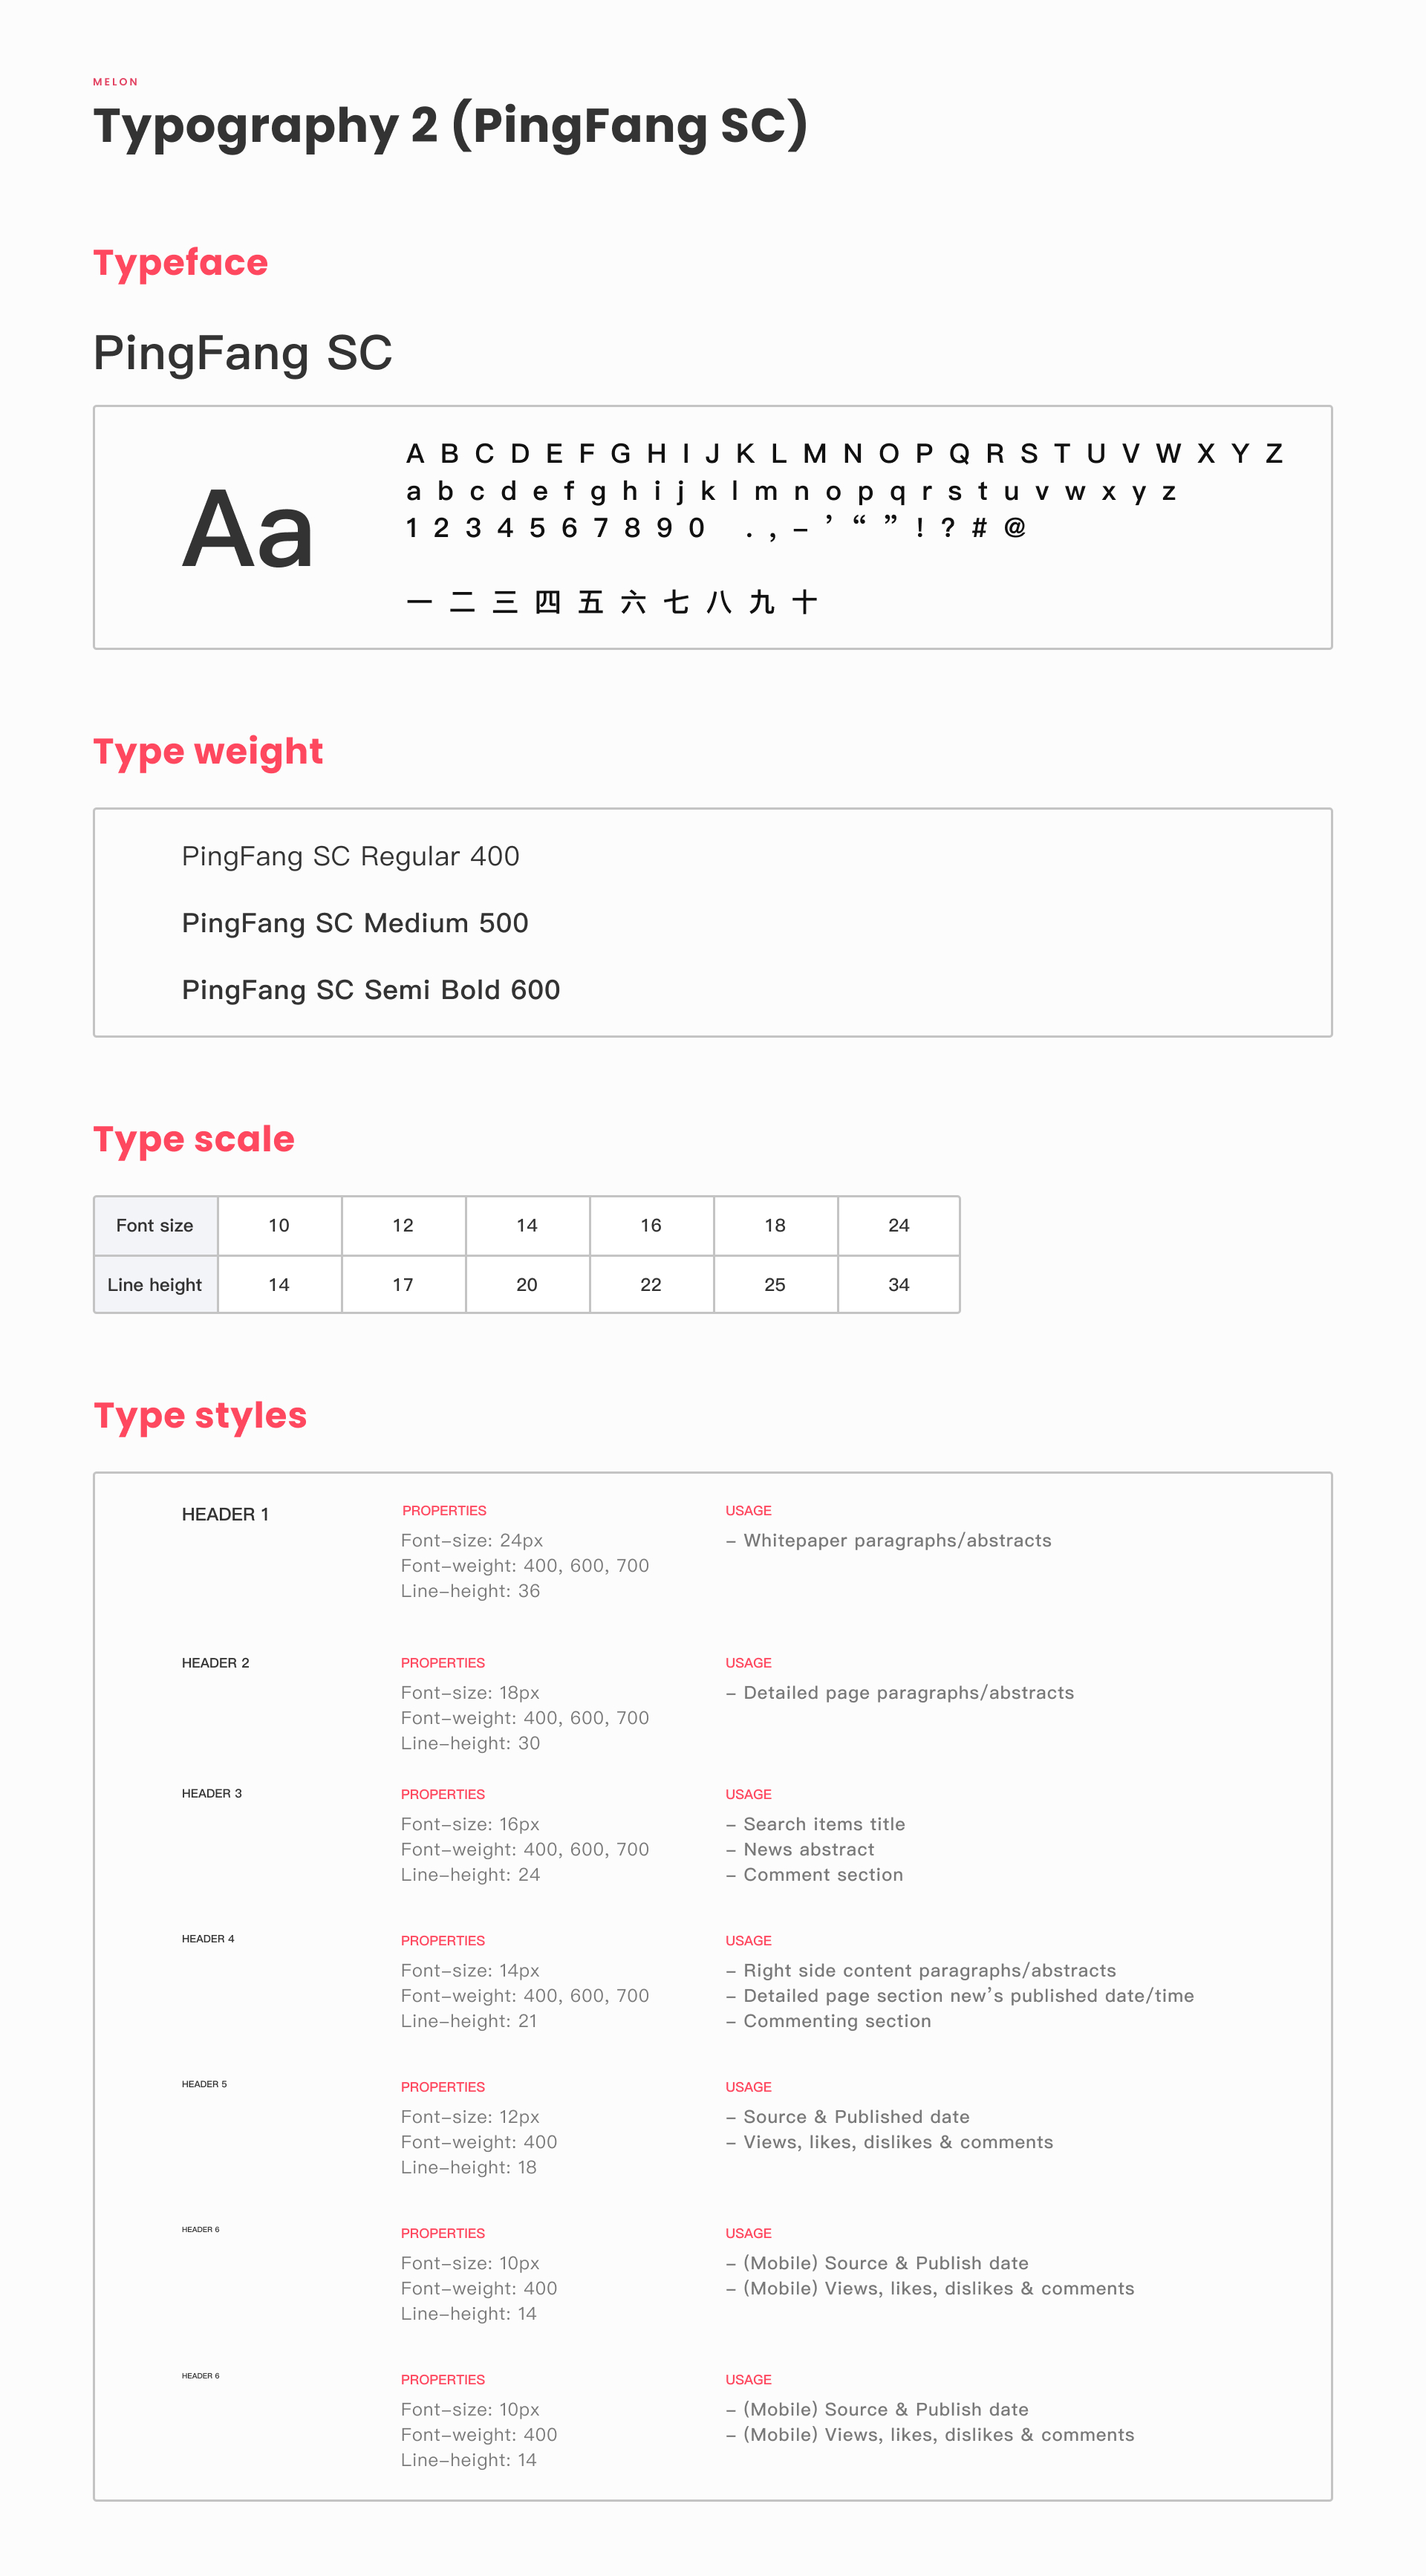 MELON
Typography 2 (PingFang SC)
Typeface
PingFang SC
Aa
A B C D E F G H I J K L M N O P Q R S T U V W X Y Z
a b c d e f g h i j k l m n o p q r s t u v w x y z
1 2 3 4 5 6 7 8 9 0 . , – ’ “ ” ! ? # @
一 二 三 四 五 六 七 八 九 十
Type weight
PingFang SC Regular 400
PingFang SC Medium 500
PingFang SC Semi Bold 600
Type scale
Font size 10 12 14 16 18 24
Line height 14 17 20 22 25 34
Type styles
HEADER 1
PROPERTIES
Font-size: 24px
Font-weight: 400, 600, 700
Line-height: 36
USAGE
- Whitepaper paragraphs/abstracts
HEADER 2
PROPERTIES
Font-size: 18px
Font-weight: 400, 600, 700
Line-height: 30
USAGE
- Detailed page paragraphs/abstracts
HEADER 3
PROPERTIES
Font-size: 16px
Font-weight: 400, 600, 700
Line-height: 24
USAGE
- Search items title
- News abstract
- Comment section
HEADER 4
PROPERTIES
Font-size: 14px
Font-weight: 400, 600, 700
Line-height: 21
USAGE
- Right side content paragraphs/abstracts
- Detailed page section new’s published date/time
- Commenting section
HEADER 5
PROPERTIES
Font-size: 12px
Font-weight: 400
Line-height: 18
USAGE
- Source & Published date
- Views, likes, dislikes & comments
HEADER 6
PROPERTIES
Font-size: 10px
Font-weight: 400
Line-height: 14
USAGE
- (Mobile) Source & Publish date
- (Mobile) Views, likes, dislikes & comments
HEADER 6
PROPERTIES
Font-size: 10px
Font-weight: 400
Line-height: 14
USAGE
- (Mobile) Source & Publish date
- (Mobile) Views, likes, dislikes & comments